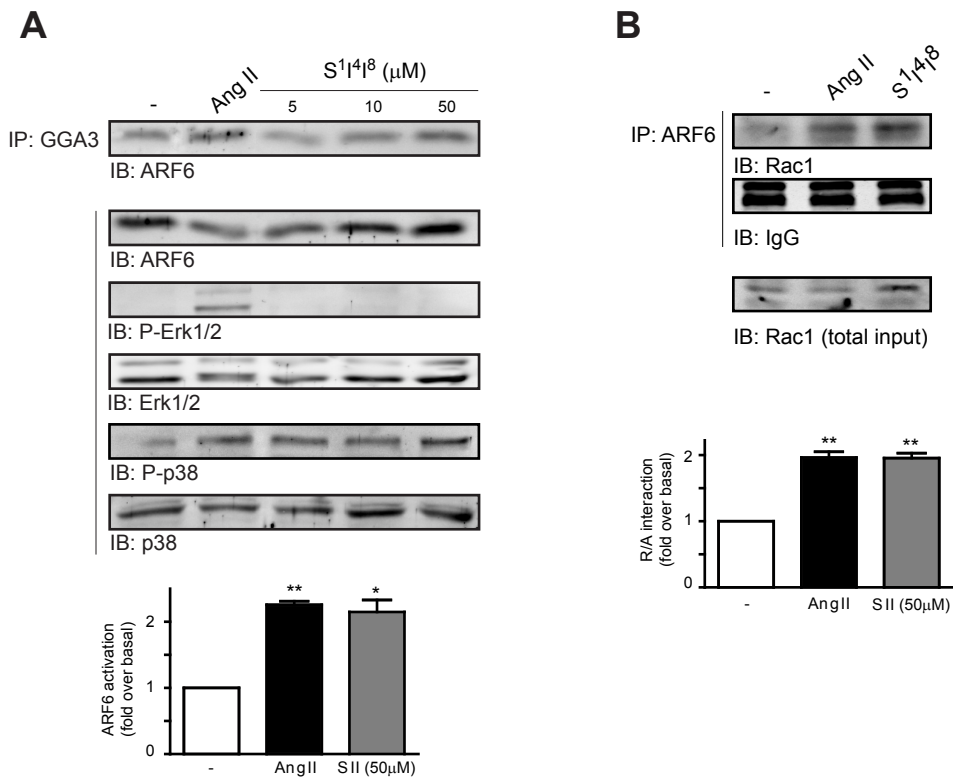 A
- Ang II S¹I⁴I⁸ (μM)
5 10 50
IP: GGA3
IB: ARF6
IB: ARF6
IB: P-Erk1/2
IB: Erk1/2
IB: P-p38
IB: p38
ARF6 activation
(fold over basal)
2
1
0
** *
- AngII SII (50μM)
B
- Ang II S¹I⁴I⁸
IP: ARF6
IB: Rac1
IB: IgG
IB: Rac1 (total input)
R/A interaction
(fold over basal)
2
1
0
** **
- AngII SII (50μM)